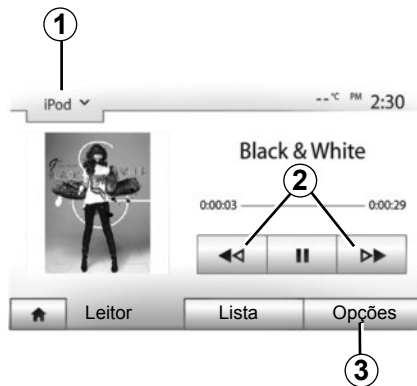 1
iPod
--°C PM 2:30
Black & White
2
0:00:03 0:00:29
Leitor Lista Opções
3